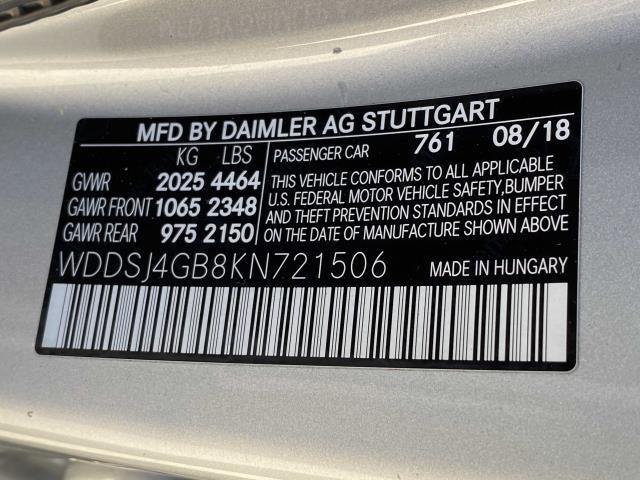 MFD BY DAIMLER AG STUTTGART
KG LBS
GVWR 2025 4464
GAWR FRONT 1065 2348
GAWR REAR 975 2150
PASSENGER CAR 761 08/18
THIS VEHICLE CONFORMS TO ALL APPLICABLE
U.S. FEDERAL MOTOR VEHICLE SAFETY,BUMPER
AND THEFT PREVENTION STANDARDS IN EFFECT
ON DATE OF MANUFACTURE SHOWN ABOVE
WDDSJ4GB8KN721506 MADE IN HUNGARY